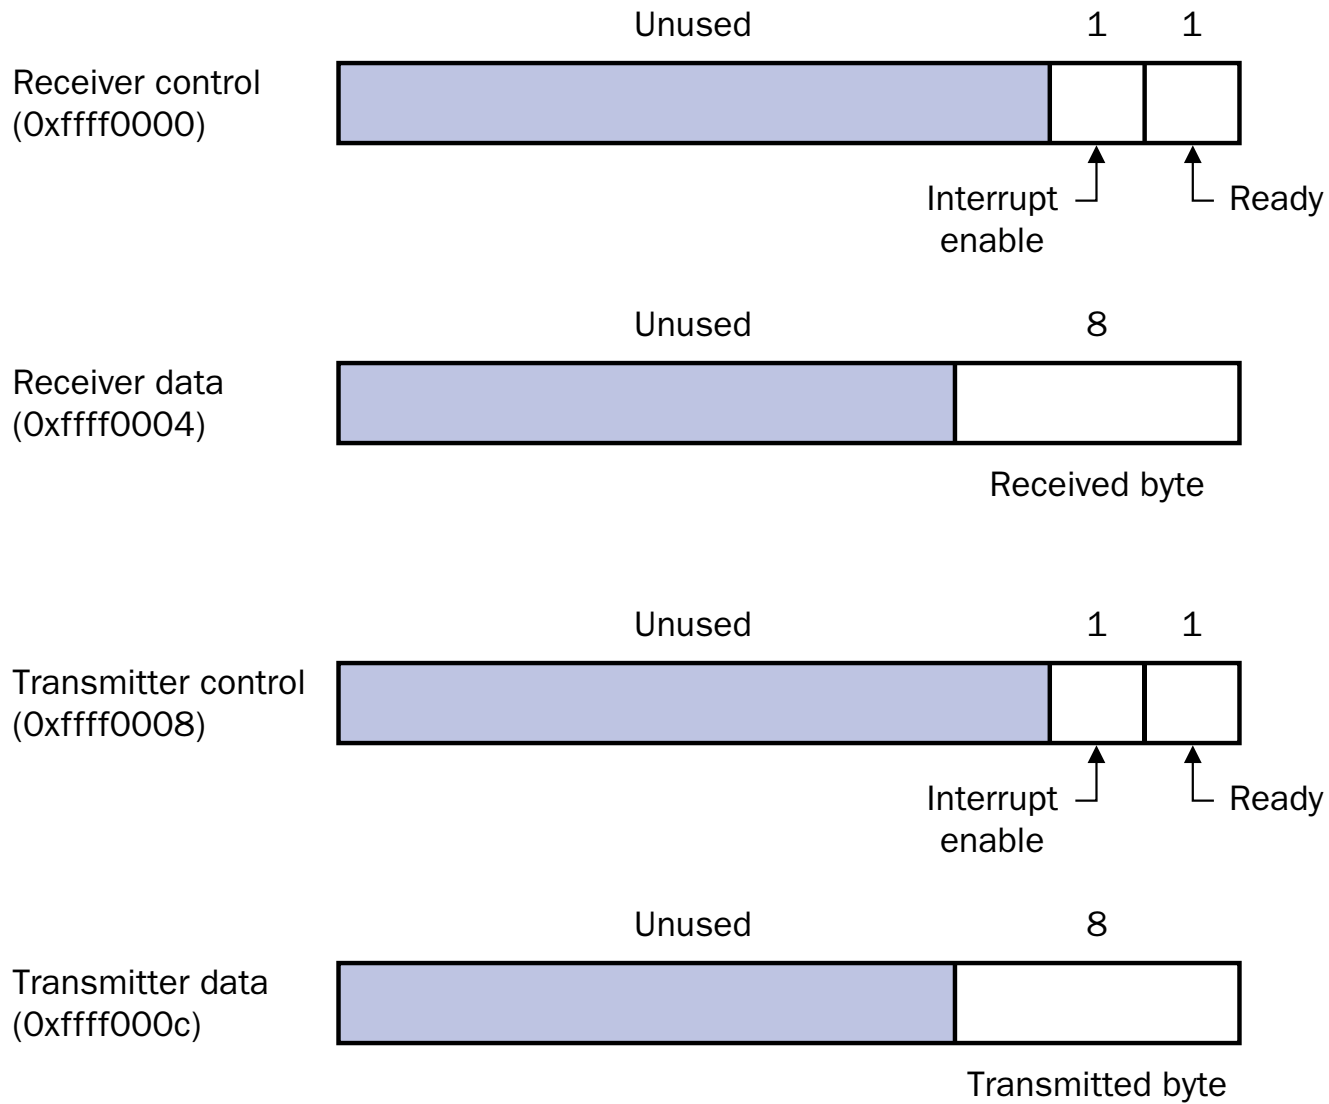 Unused 1 1
Receiver control
(0xffff0000)
Interrupt
enable
Ready
Unused 8
Receiver data
(0xffff0004)
Received byte
Unused 1 1
Transmitter control
(0xffff0008)
Interrupt
enable
Ready
Unused 8
Transmitter data
(0xffff000c)
Transmitted byte